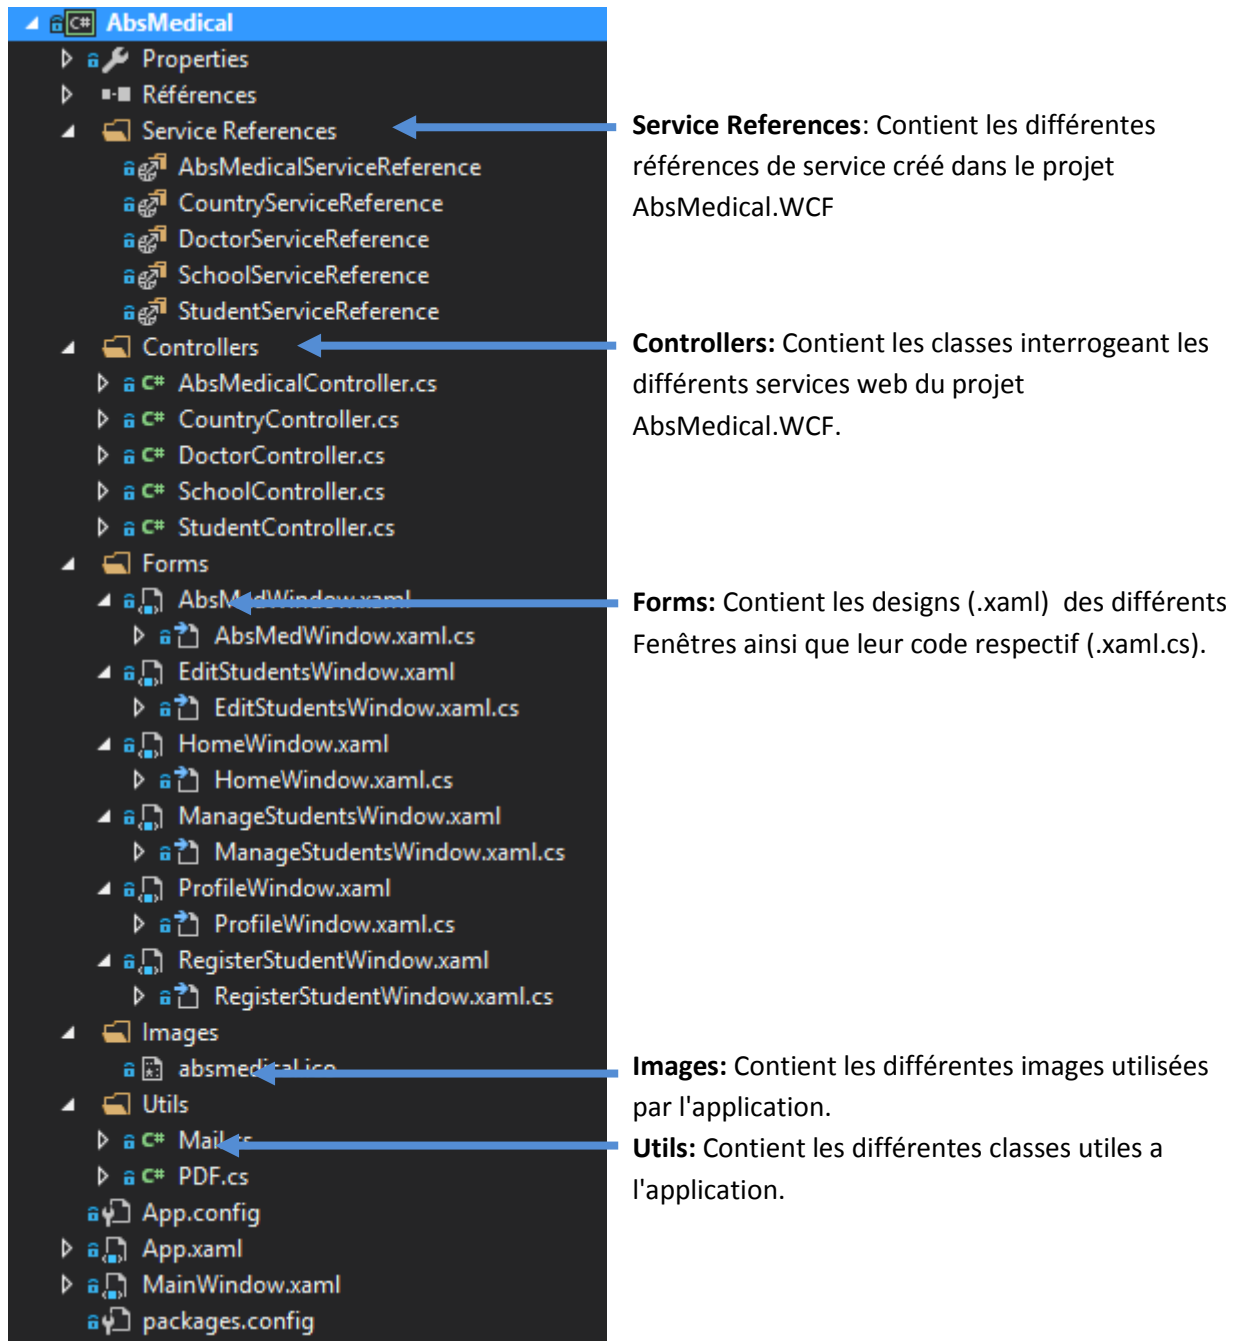 AbsMedical
Properties
Références
Service References
AbsMedicalServiceReference
CountryServiceReference
DoctorServiceReference
SchoolServiceReference
StudentServiceReference
Controllers
C# AbsMedicalController.cs
C# CountryController.cs
C# DoctorController.cs
C# SchoolController.cs
C# StudentController.cs
Forms
AbsMedWindow.xaml
AbsMedWindow.xaml.cs
EditStudentsWindow.xaml
EditStudentsWindow.xaml.cs
HomeWindow.xaml
HomeWindow.xaml.cs
ManageStudentsWindow.xaml
ManageStudentsWindow.xaml.cs
ProfileWindow.xaml
ProfileWindow.xaml.cs
RegisterStudentWindow.xaml
RegisterStudentWindow.xaml.cs
Images
absmedical.ico
Utils
C# Mail.cs
C# PDF.cs
App.config
App.xaml
MainWindow.xaml
packages.config
Service References: Contient les différentes
références de service créé dans le projet
AbsMedical.WCF
Controllers: Contient les classes interrogeant les
différents services web du projet
AbsMedical.WCF.
Forms: Contient les designs (.xaml) des différents
Fenêtres ainsi que leur code respectif (.xaml.cs).
Images: Contient les différentes images utilisées
par l'application.
Utils: Contient les différentes classes utiles a
l'application.